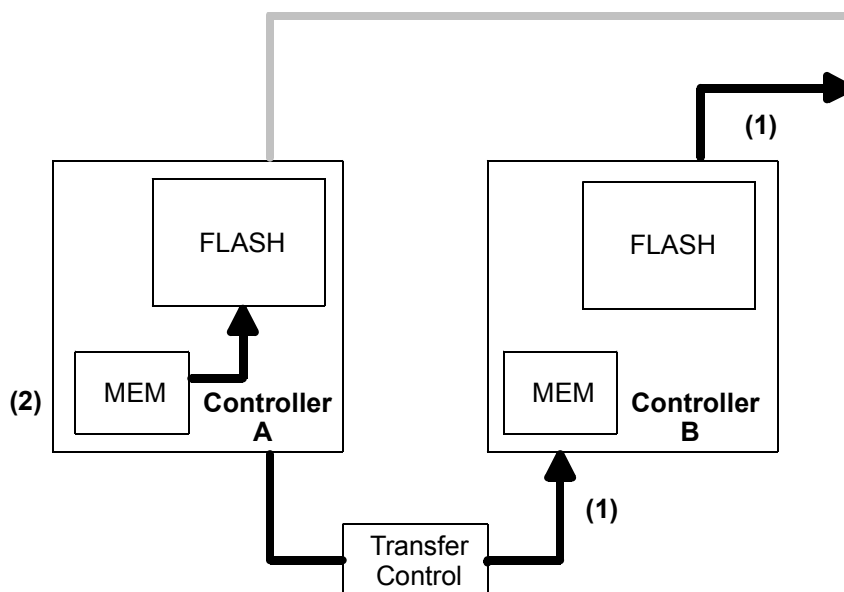 (1)
FLASH
FLASH
MEM
MEM
(2)
Controller
A
Controller
B
(1)
Transfer
Control